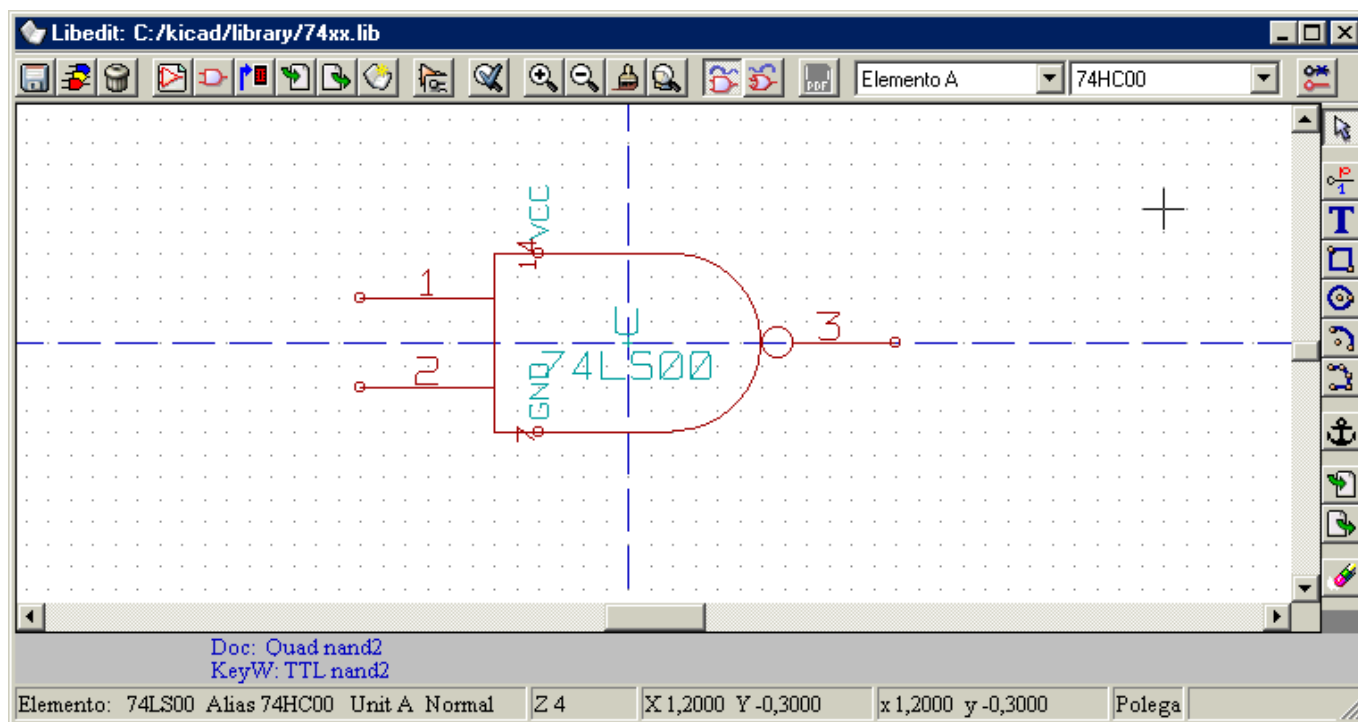 Libedit: C:/kicad/library/74xx.lib
PDF Elemento A 74HC00
VCC
14
1
U
3
74LS00
2
GND
7
Doc: Quad nand2
KeyW: TTL nand2
Elemento: 74LS00 Alias 74HC00 Unit A Normal Z 4 X 1,2000 Y -0,3000 x 1,2000 y -0,3000 Polega